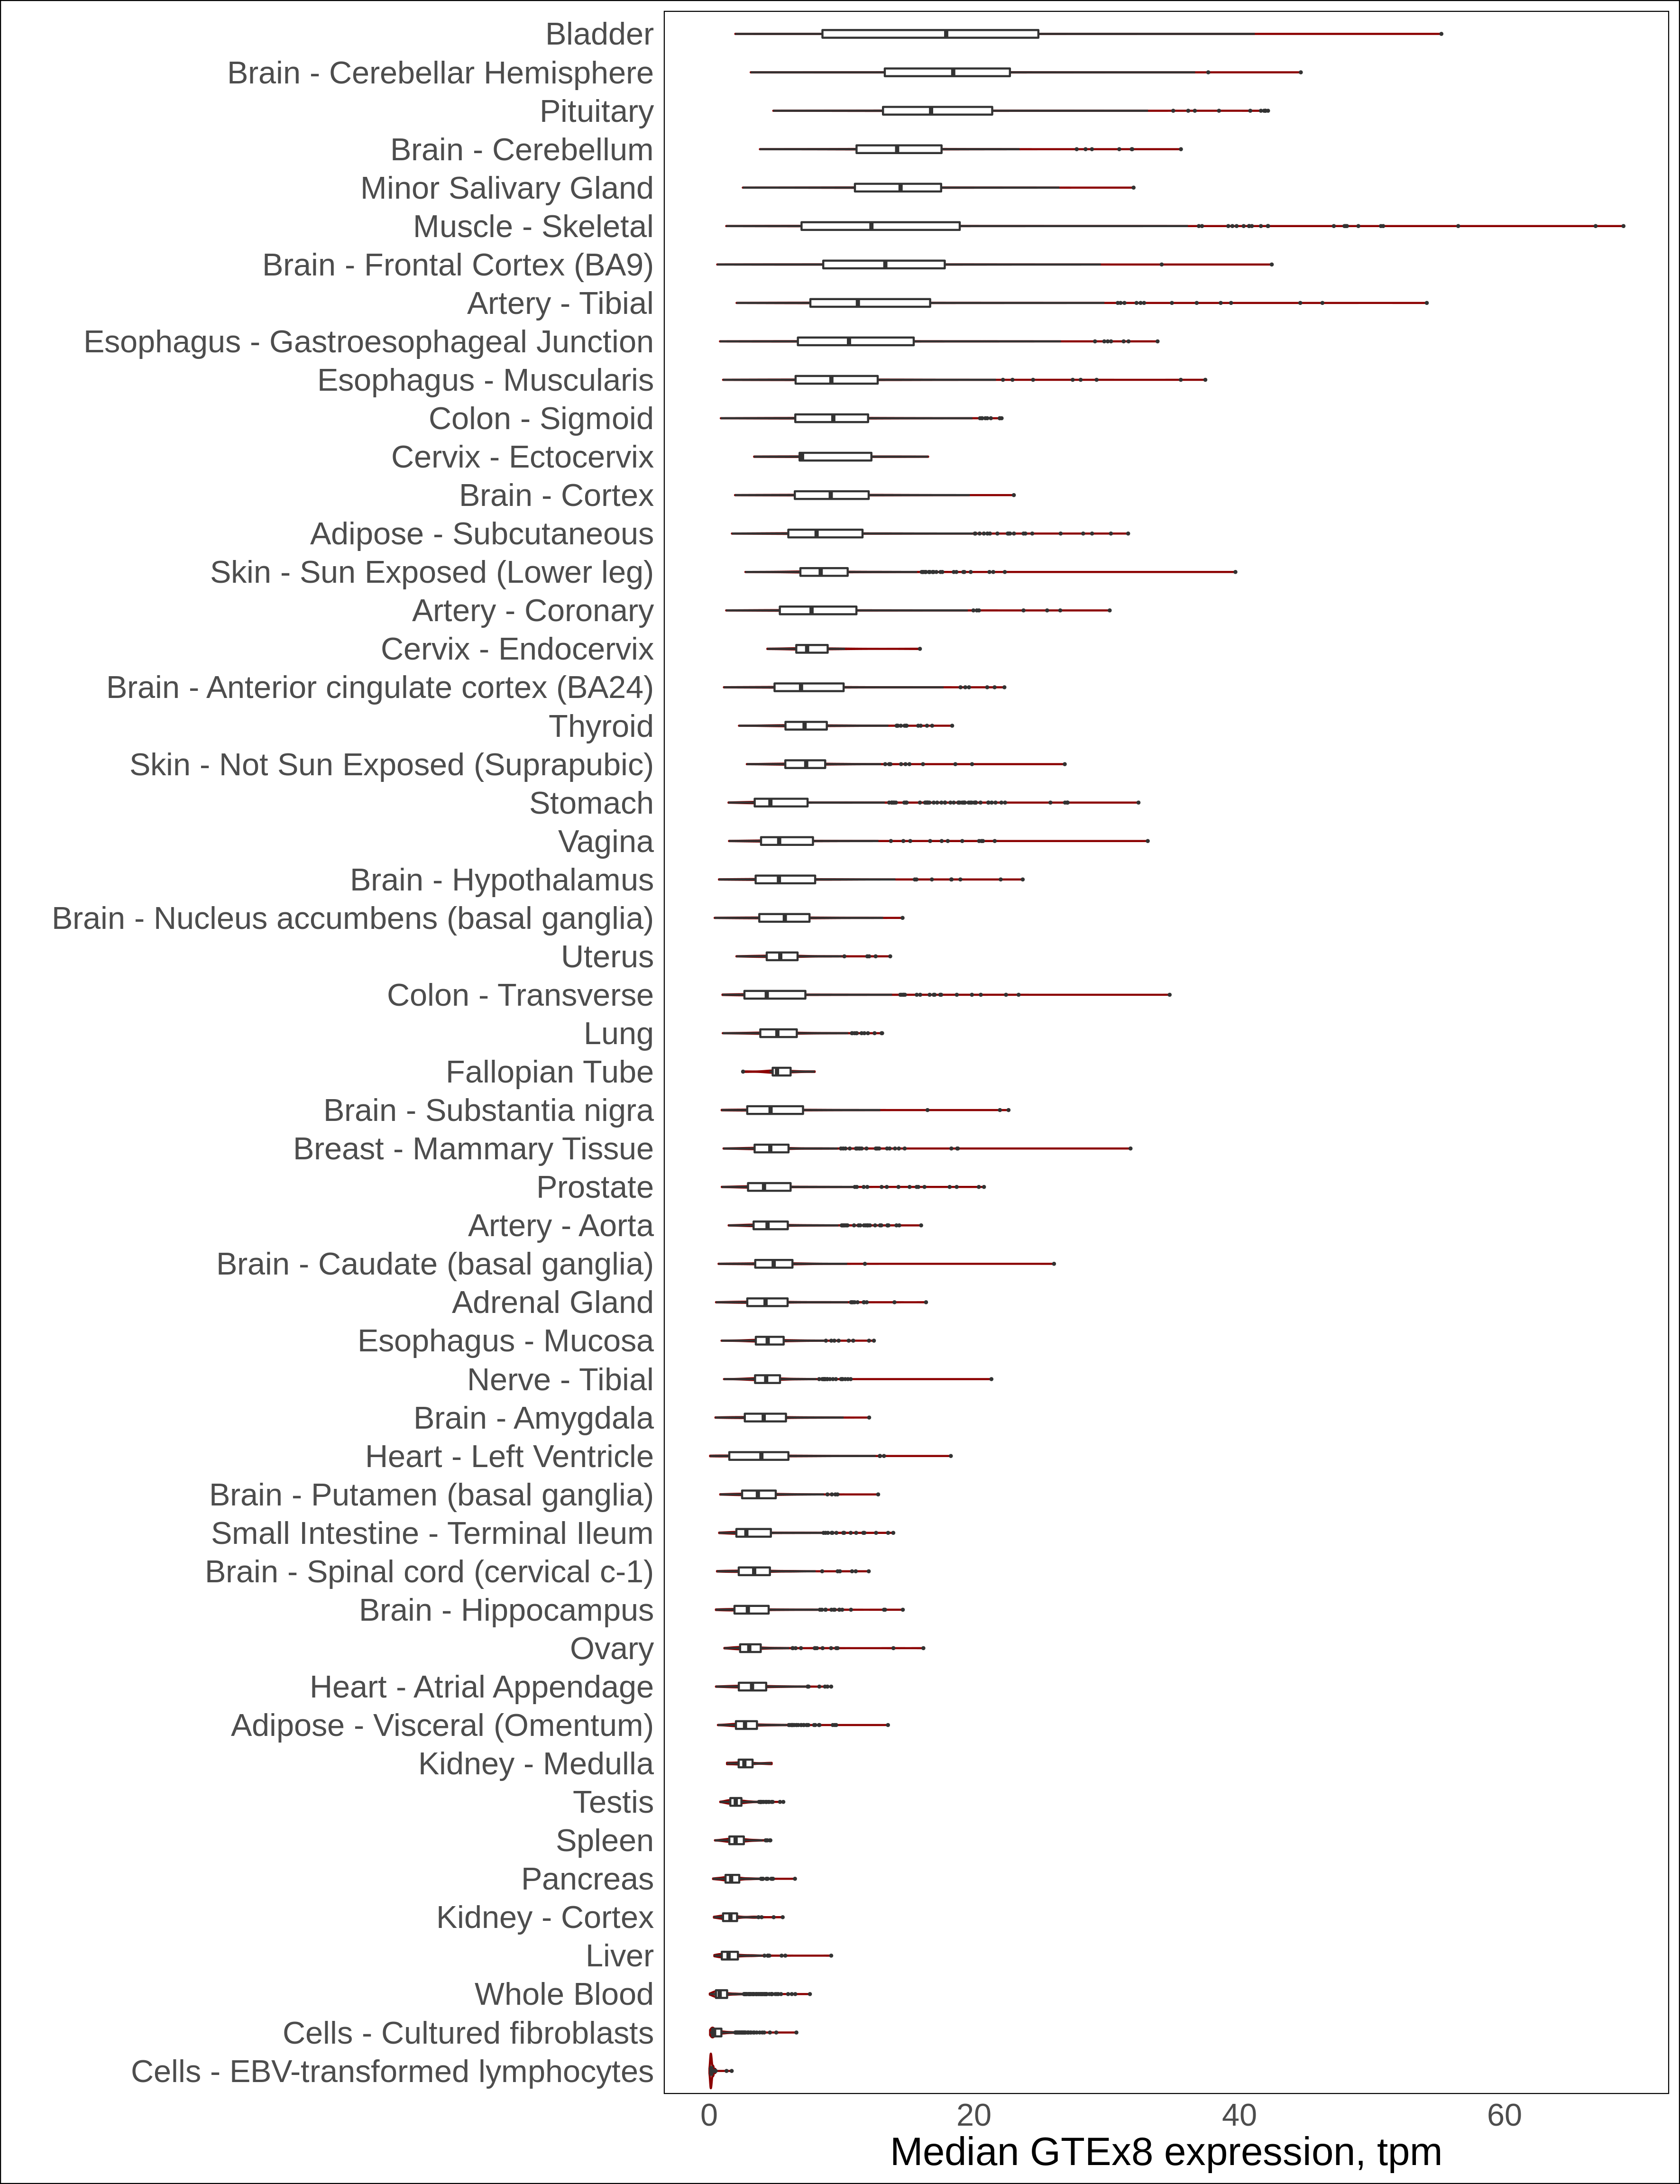 Bladder
Brain - Cerebellar Hemisphere
Pituitary
Brain - Cerebellum
Minor Salivary Gland
Muscle - Skeletal
Brain - Frontal Cortex (BA9)
Artery - Tibial
Esophagus - Gastroesophageal Junction
Esophagus - Muscularis
Colon - Sigmoid
Cervix - Ectocervix
Brain - Cortex
Adipose - Subcutaneous
Skin - Sun Exposed (Lower leg)
Artery - Coronary
Cervix - Endocervix
Brain - Anterior cingulate cortex (BA24)
Thyroid
Skin - Not Sun Exposed (Suprapubic)
Stomach
Vagina
Brain - Hypothalamus
Brain - Nucleus accumbens (basal ganglia)
Uterus
Colon - Transverse
Lung
Fallopian Tube
Brain - Substantia nigra
Breast - Mammary Tissue
Prostate
Artery - Aorta
Brain - Caudate (basal ganglia)
Adrenal Gland
Esophagus - Mucosa
Nerve - Tibial
Brain - Amygdala
Heart - Left Ventricle
Brain - Putamen (basal ganglia)
Small Intestine - Terminal Ileum
Brain - Spinal cord (cervical c-1)
Brain - Hippocampus
Ovary
Heart - Atrial Appendage
Adipose - Visceral (Omentum)
Kidney - Medulla
Testis
Spleen
Pancreas
Kidney - Cortex
Liver
Whole Blood
Cells - Cultured fibroblasts
Cells - EBV-transformed lymphocytes
0 20 40 60
Median GTEx8 expression, tpm